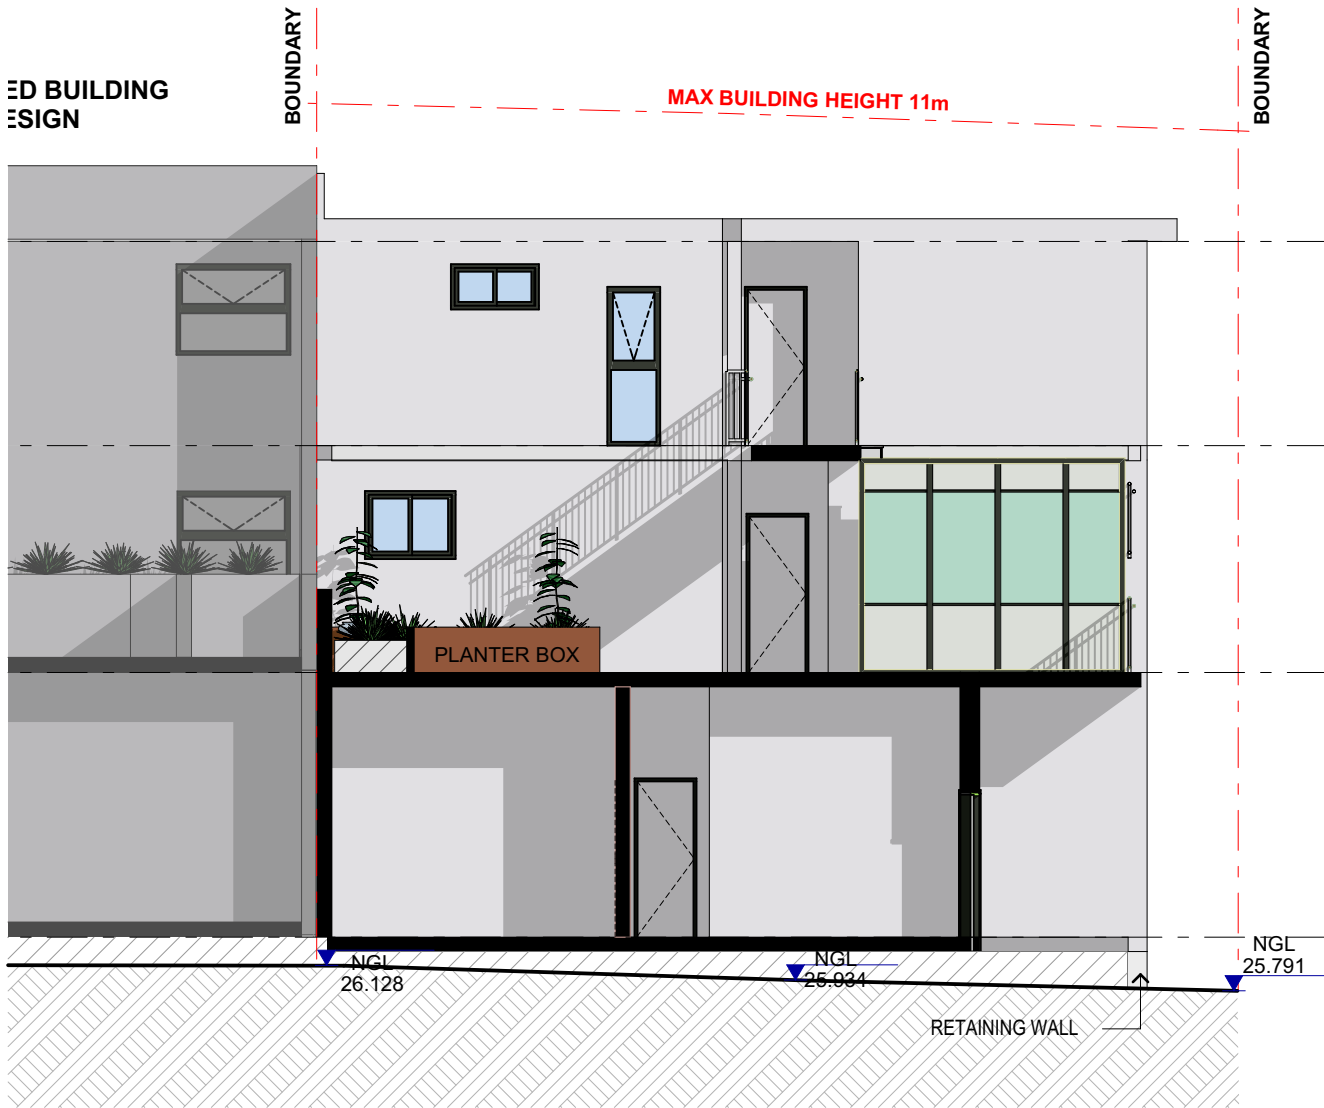 BOUNDARY
BOUNDARY
ED BUILDING
ESIGN
MAX BUILDING HEIGHT 11m
PLANTER BOX
NGL
26.128
NGL
25.934
NGL
25.791
RETAINING WALL